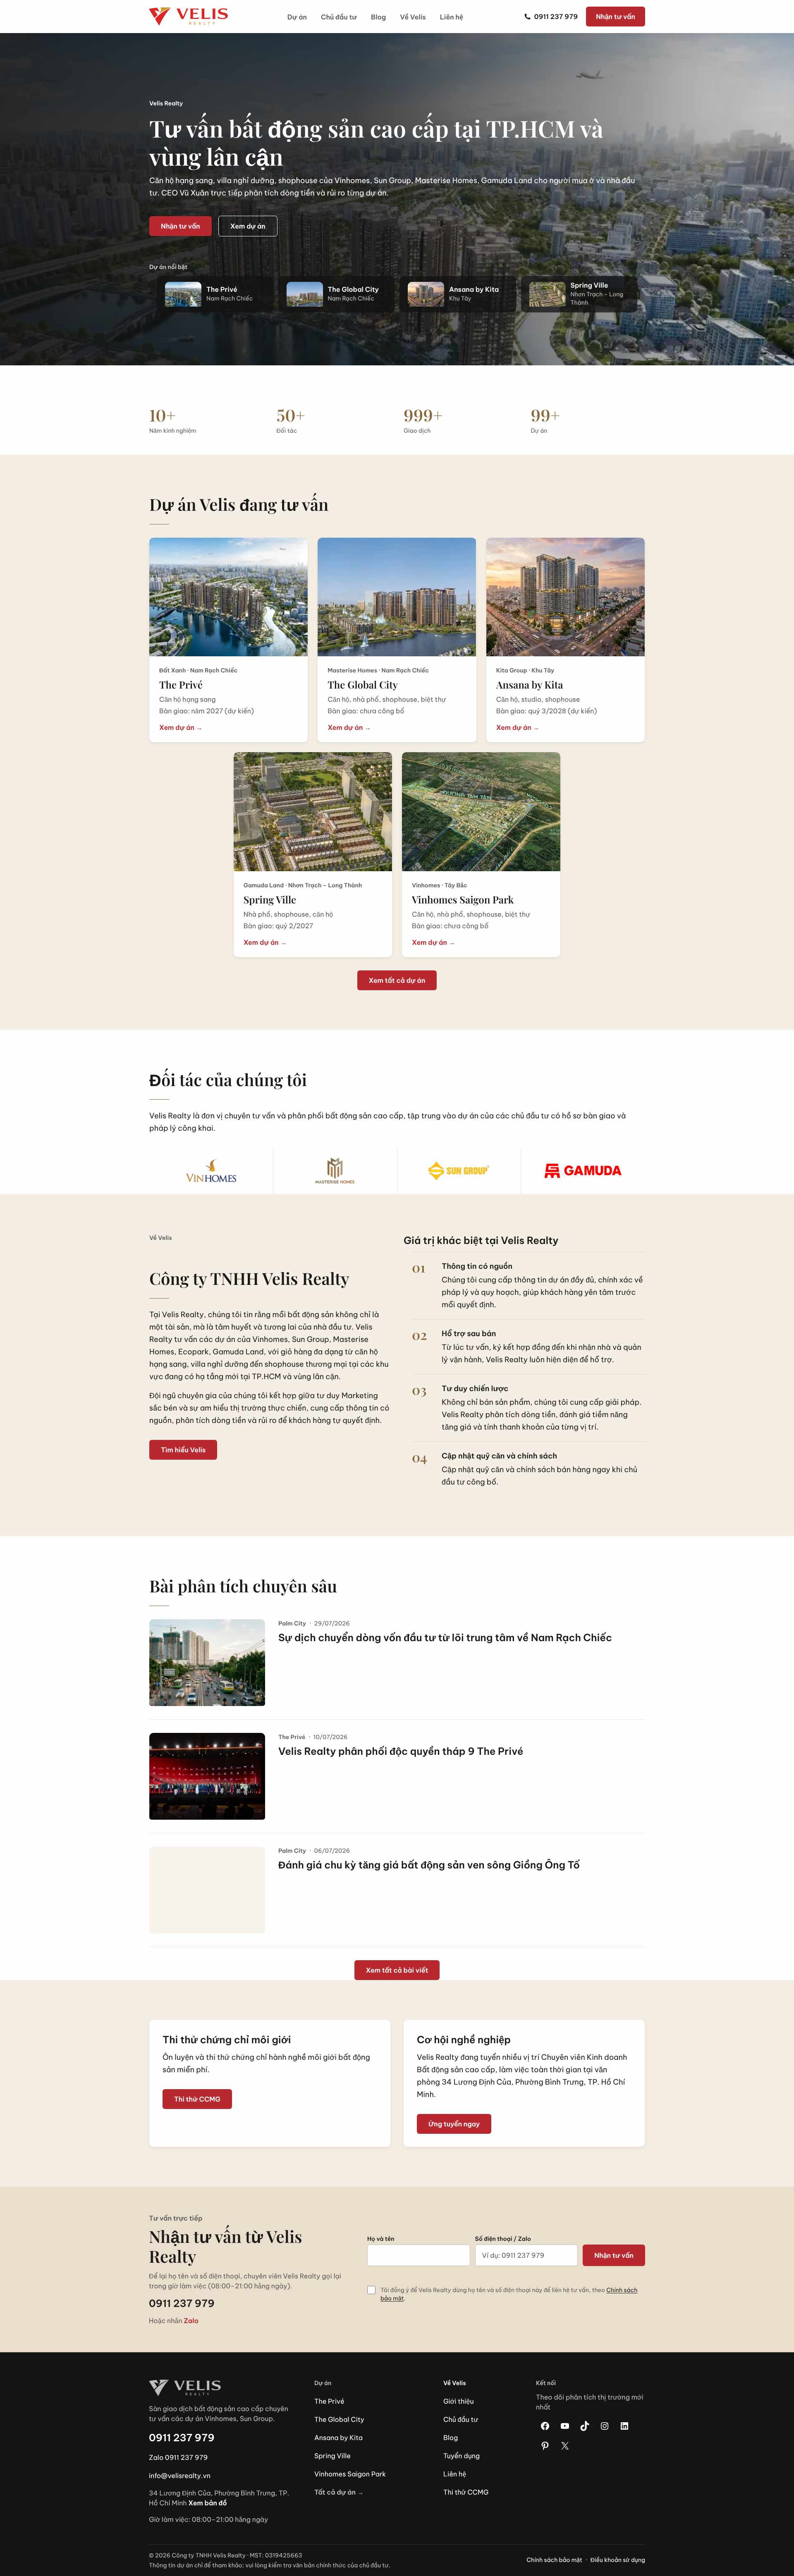 VELIS
REALTY
Dự án
Chủ đầu tư
Blog
Về Velis
Liên hệ
0911 237 979
Nhận tư vấn
Velis Realty
Tư vấn bất động sản cao cấp tại TP.HCM và
vùng lân cận
Căn hộ hạng sang, villa nghỉ dưỡng, shophouse của Vinhomes, Sun Group, Masterise Homes, Gamuda Land cho người mua ở và nhà đầu
tư. CEO Vũ Xuân trực tiếp phân tích dòng tiền và rủi ro từng dự án.
Nhận tư vấn
Xem dự án
Dự án nổi bật
The Privé
Nam Rạch Chiếc
The Global City
Nam Rạch Chiếc
Ansana by Kita
Khu Tây
Spring Ville
Nhơn Trạch – Long
Thành
10+
Năm kinh nghiệm
50+
Đối tác
999+
Giao dịch
99+
Dự án
Dự án Velis đang tư vấn
Đất Xanh · Nam Rạch Chiếc
The Privé
Căn hộ hạng sang
Bàn giao: năm 2027 (dự kiến)
Xem dự án →
Masterise Homes · Nam Rạch Chiếc
The Global City
Căn hộ, nhà phố, shophouse, biệt thự
Bàn giao: chưa công bố
Xem dự án →
Kita Group · Khu Tây
Ansana by Kita
Căn hộ, studio, shophouse
Bàn giao: quý 3/2028 (dự kiến)
Xem dự án →
Gamuda Land · Nhơn Trạch – Long Thành
Spring Ville
Nhà phố, shophouse, căn hộ
Bàn giao: quý 2/2027
Xem dự án →
Vinhomes · Tây Bắc
Vinhomes Saigon Park
Căn hộ, nhà phố, shophouse, biệt thự
Bàn giao: chưa công bố
Xem dự án →
Xem tất cả dự án
Đối tác của chúng tôi
Velis Realty là đơn vị chuyên tư vấn và phân phối bất động sản cao cấp, tập trung vào dự án của các chủ đầu tư có hồ sơ bàn giao và
pháp lý công khai.
VINHOMES
MASTERISE HOMES
SUN GROUP
GAMUDA
Về Velis
Công ty TNHH Velis Realty
Tại Velis Realty, chúng tôi tin rằng mỗi bất động sản không chỉ là
một tài sản, mà là tâm huyết và tương lai của nhà đầu tư. Velis
Realty tư vấn các dự án của Vinhomes, Sun Group, Masterise
Homes, Ecopark, Gamuda Land, với giỏ hàng đa dạng từ căn hộ
hạng sang, villa nghỉ dưỡng đến shophouse thương mại tại các khu
vực đang có hạ tầng mới tại TP.HCM và vùng lân cận.
Đội ngũ chuyên gia của chúng tôi kết hợp giữa tư duy Marketing
sắc bén và sự am hiểu thị trường thực chiến, cung cấp thông tin có
nguồn, phân tích dòng tiền và rủi ro để khách hàng tự quyết định.
Tìm hiểu Velis
Giá trị khác biệt tại Velis Realty
01
Thông tin có nguồn
Chúng tôi cung cấp thông tin dự án đầy đủ, chính xác về
pháp lý và quy hoạch, giúp khách hàng yên tâm trước
mỗi quyết định.
02
Hỗ trợ sau bán
Từ lúc tư vấn, ký kết hợp đồng đến khi nhận nhà và quản
lý vận hành, Velis Realty luôn hiện diện để hỗ trợ.
03
Tư duy chiến lược
Không chỉ bán sản phẩm, chúng tôi cung cấp giải pháp.
Velis Realty phân tích dòng tiền, đánh giá tiềm năng
tăng giá và tính thanh khoản của từng vị trí.
04
Cập nhật quỹ căn và chính sách
Cập nhật quỹ căn và chính sách bán hàng ngay khi chủ
đầu tư công bố.
Bài phân tích chuyên sâu
Palm City · 29/07/2026
Sự dịch chuyển dòng vốn đầu tư từ lõi trung tâm về Nam Rạch Chiếc
The Privé · 10/07/2026
Velis Realty phân phối độc quyền tháp 9 The Privé
Palm City · 06/07/2026
Đánh giá chu kỳ tăng giá bất động sản ven sông Giồng Ông Tố
Xem tất cả bài viết
Thi thử chứng chỉ môi giới
Ôn luyện và thi thử chứng chỉ hành nghề môi giới bất động
sản miễn phí.
Thi thử CCMG
Cơ hội nghề nghiệp
Velis Realty đang tuyển nhiều vị trí Chuyên viên Kinh doanh
Bất động sản cao cấp, làm việc toàn thời gian tại văn
phòng 34 Lương Định Của, Phường Bình Trưng, TP. Hồ Chí
Minh.
Ứng tuyển ngay
Tư vấn trực tiếp
Nhận tư vấn từ Velis
Realty
Để lại họ tên và số điện thoại, chuyên viên Velis Realty gọi lại
trong giờ làm việc (08:00–21:00 hằng ngày).
0911 237 979
Hoặc nhắn Zalo
Họ và tên
Số điện thoại / Zalo
Ví dụ: 0911 237 979
Nhận tư vấn
Tôi đồng ý để Velis Realty dùng họ tên và số điện thoại này để liên hệ tư vấn, theo Chính sách
bảo mật.
VELIS
REALTY
Sàn giao dịch bất động sản cao cấp chuyên
tư vấn các dự án Vinhomes, Sun Group.
0911 237 979
Zalo 0911 237 979
info@velisrealty.vn
34 Lương Định Của, Phường Bình Trưng, TP.
Hồ Chí Minh Xem bản đồ
Giờ làm việc: 08:00–21:00 hằng ngày
Dự án
The Privé
The Global City
Ansana by Kita
Spring Ville
Vinhomes Saigon Park
Tất cả dự án →
Về Velis
Giới thiệu
Chủ đầu tư
Blog
Tuyển dụng
Liên hệ
Thi thử CCMG
Kết nối
Theo dõi phân tích thị trường mới
nhất
© 2026 Công ty TNHH Velis Realty · MST: 0319425663
Thông tin dự án chỉ để tham khảo; vui lòng kiểm tra văn bản chính thức của chủ đầu tư.
Chính sách bảo mật · Điều khoản sử dụng